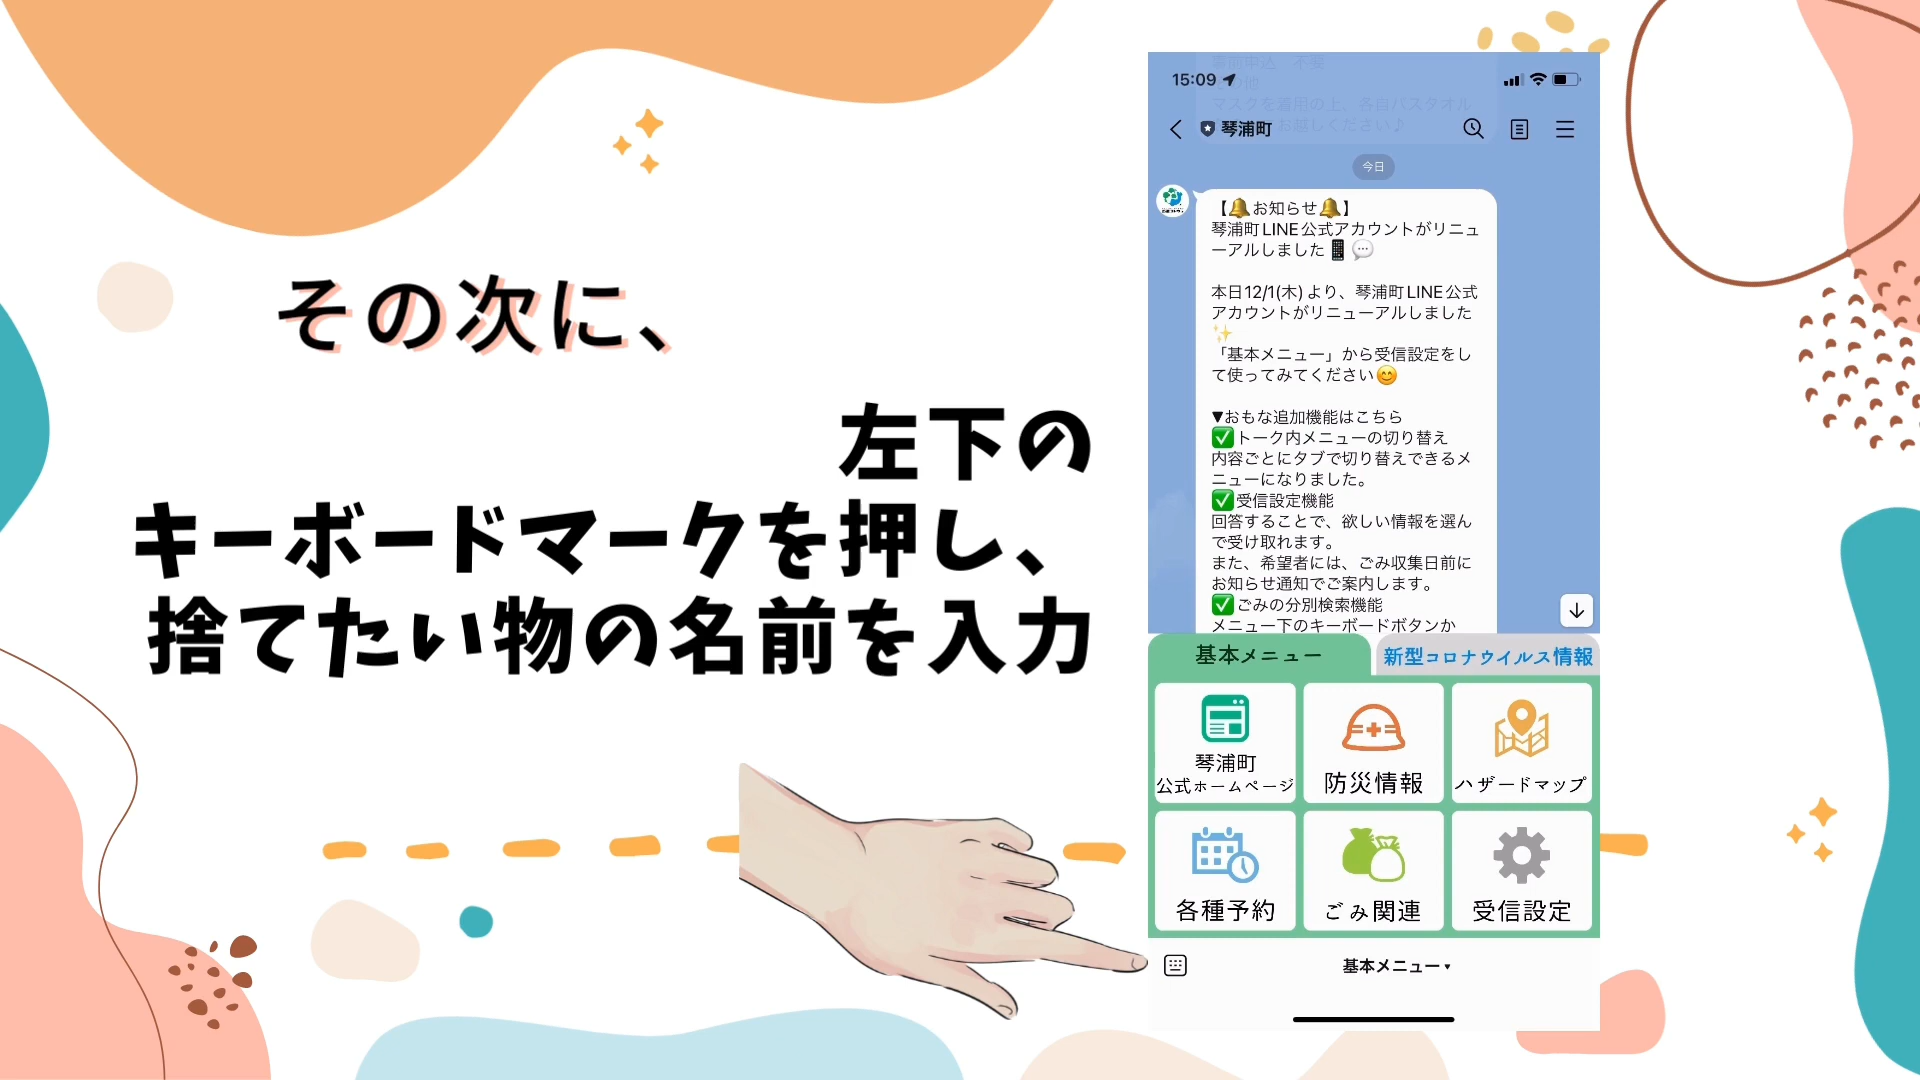 その次に、
左下の
キーボードマークを押し、
捨てたい物の名前を入力
15:09
琴浦町
今日
【🔔お知らせ🔔】
琴浦町LINE公式アカウントがリニュ
ーアルしました📱💬
本日12/1(木)より、琴浦町LINE公式
アカウントがリニューアルしました
✨
「基本メニュー」から受信設定をし
て使ってみてください😊
▼おもな追加機能はこちら
✅トーク内メニューの切り替え
内容ごとにタブで切り替えできるメ
ニューになりました。
✅受信設定機能
回答することで、欲しい情報を選ん
で受け取れます。
また、希望者には、ごみ収集日前に
お知らせ通知でご案内します。
✅ごみの分別検索機能
メニュー下のキーボードボタンか
基本メニュー
新型コロナウイルス情報
琴浦町
公式ホームページ
防災情報
ハザードマップ
各種予約
ごみ関連
受信設定
基本メニュー▼